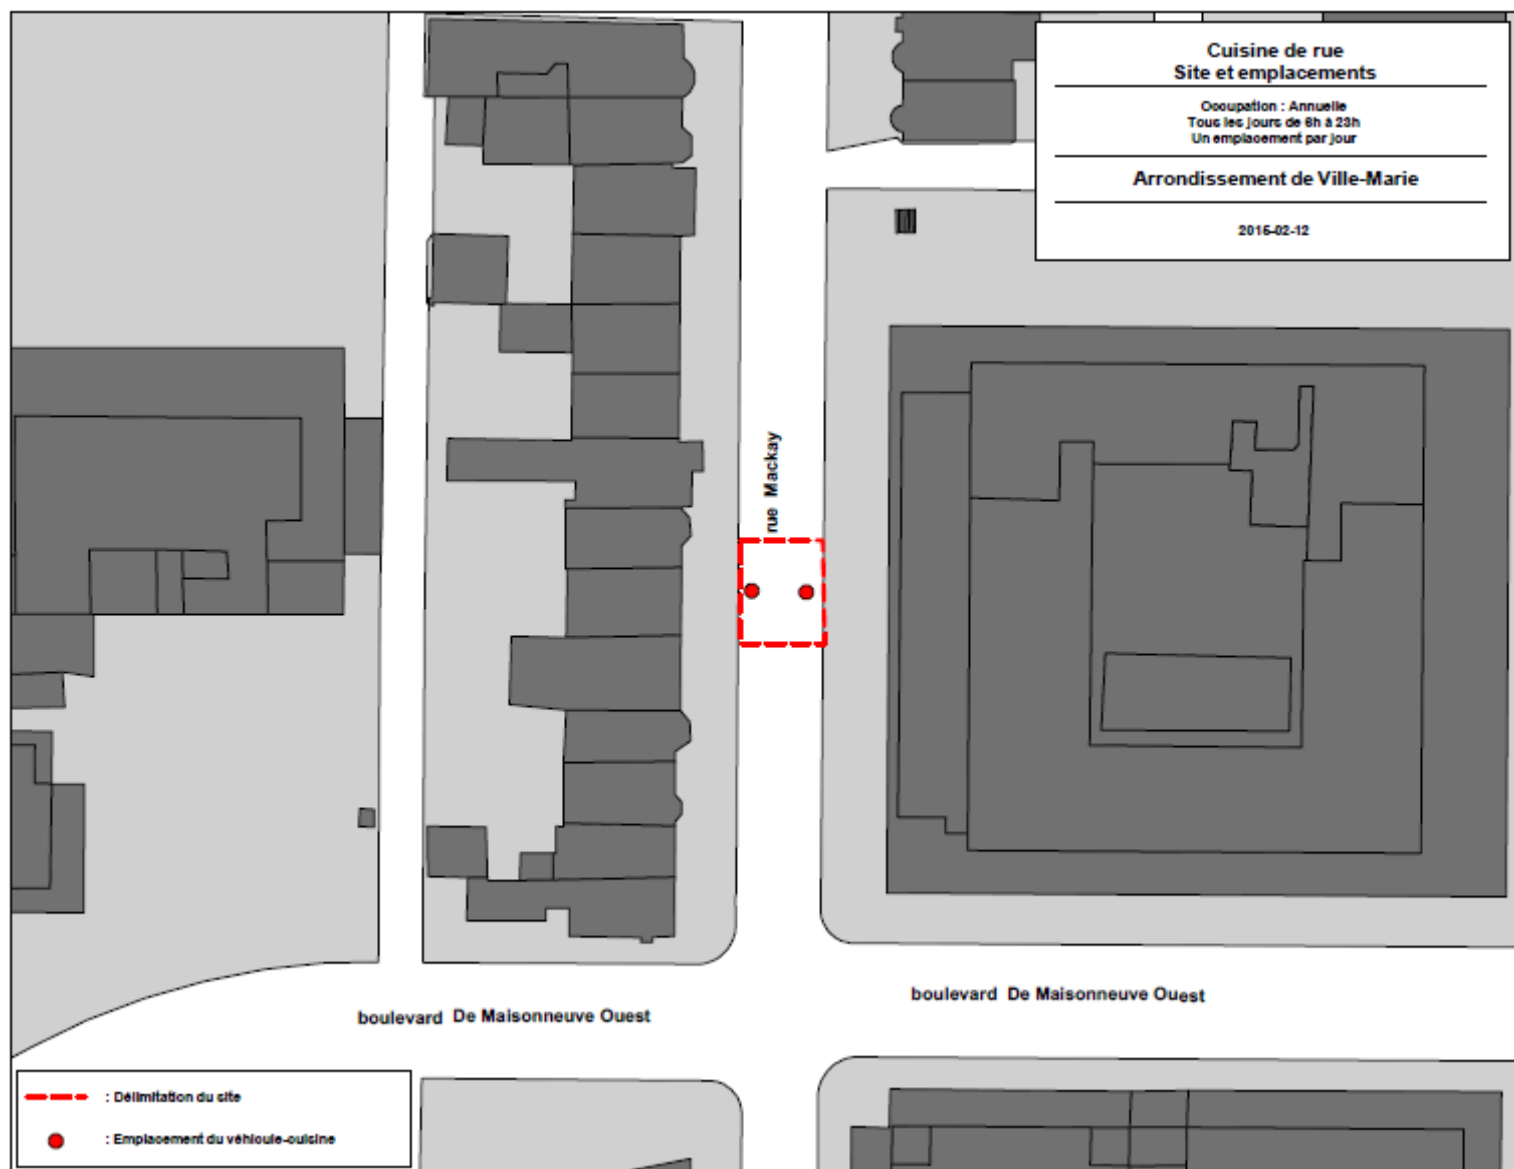 Cuisine de rue
Site et emplacements
Occupation : Annuelle
Tous les jours de 6h à 23h
Un emplacement par jour
Arrondissement de Ville-Marie
2015-02-12
rue Mackay
boulevard De Maisonneuve Ouest
boulevard De Maisonneuve Ouest
: Délimitation du site
: Emplacement du véhicule-cuisine